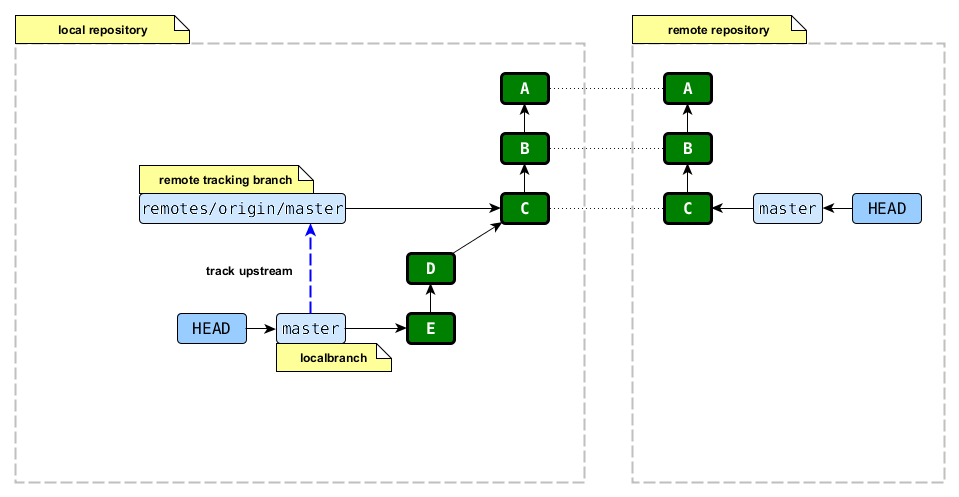 local repository
remote repository
A
A
B
B
remote tracking branch
remotes/origin/master
C
C
master
HEAD
D
track upstream
HEAD
master
E
localbranch